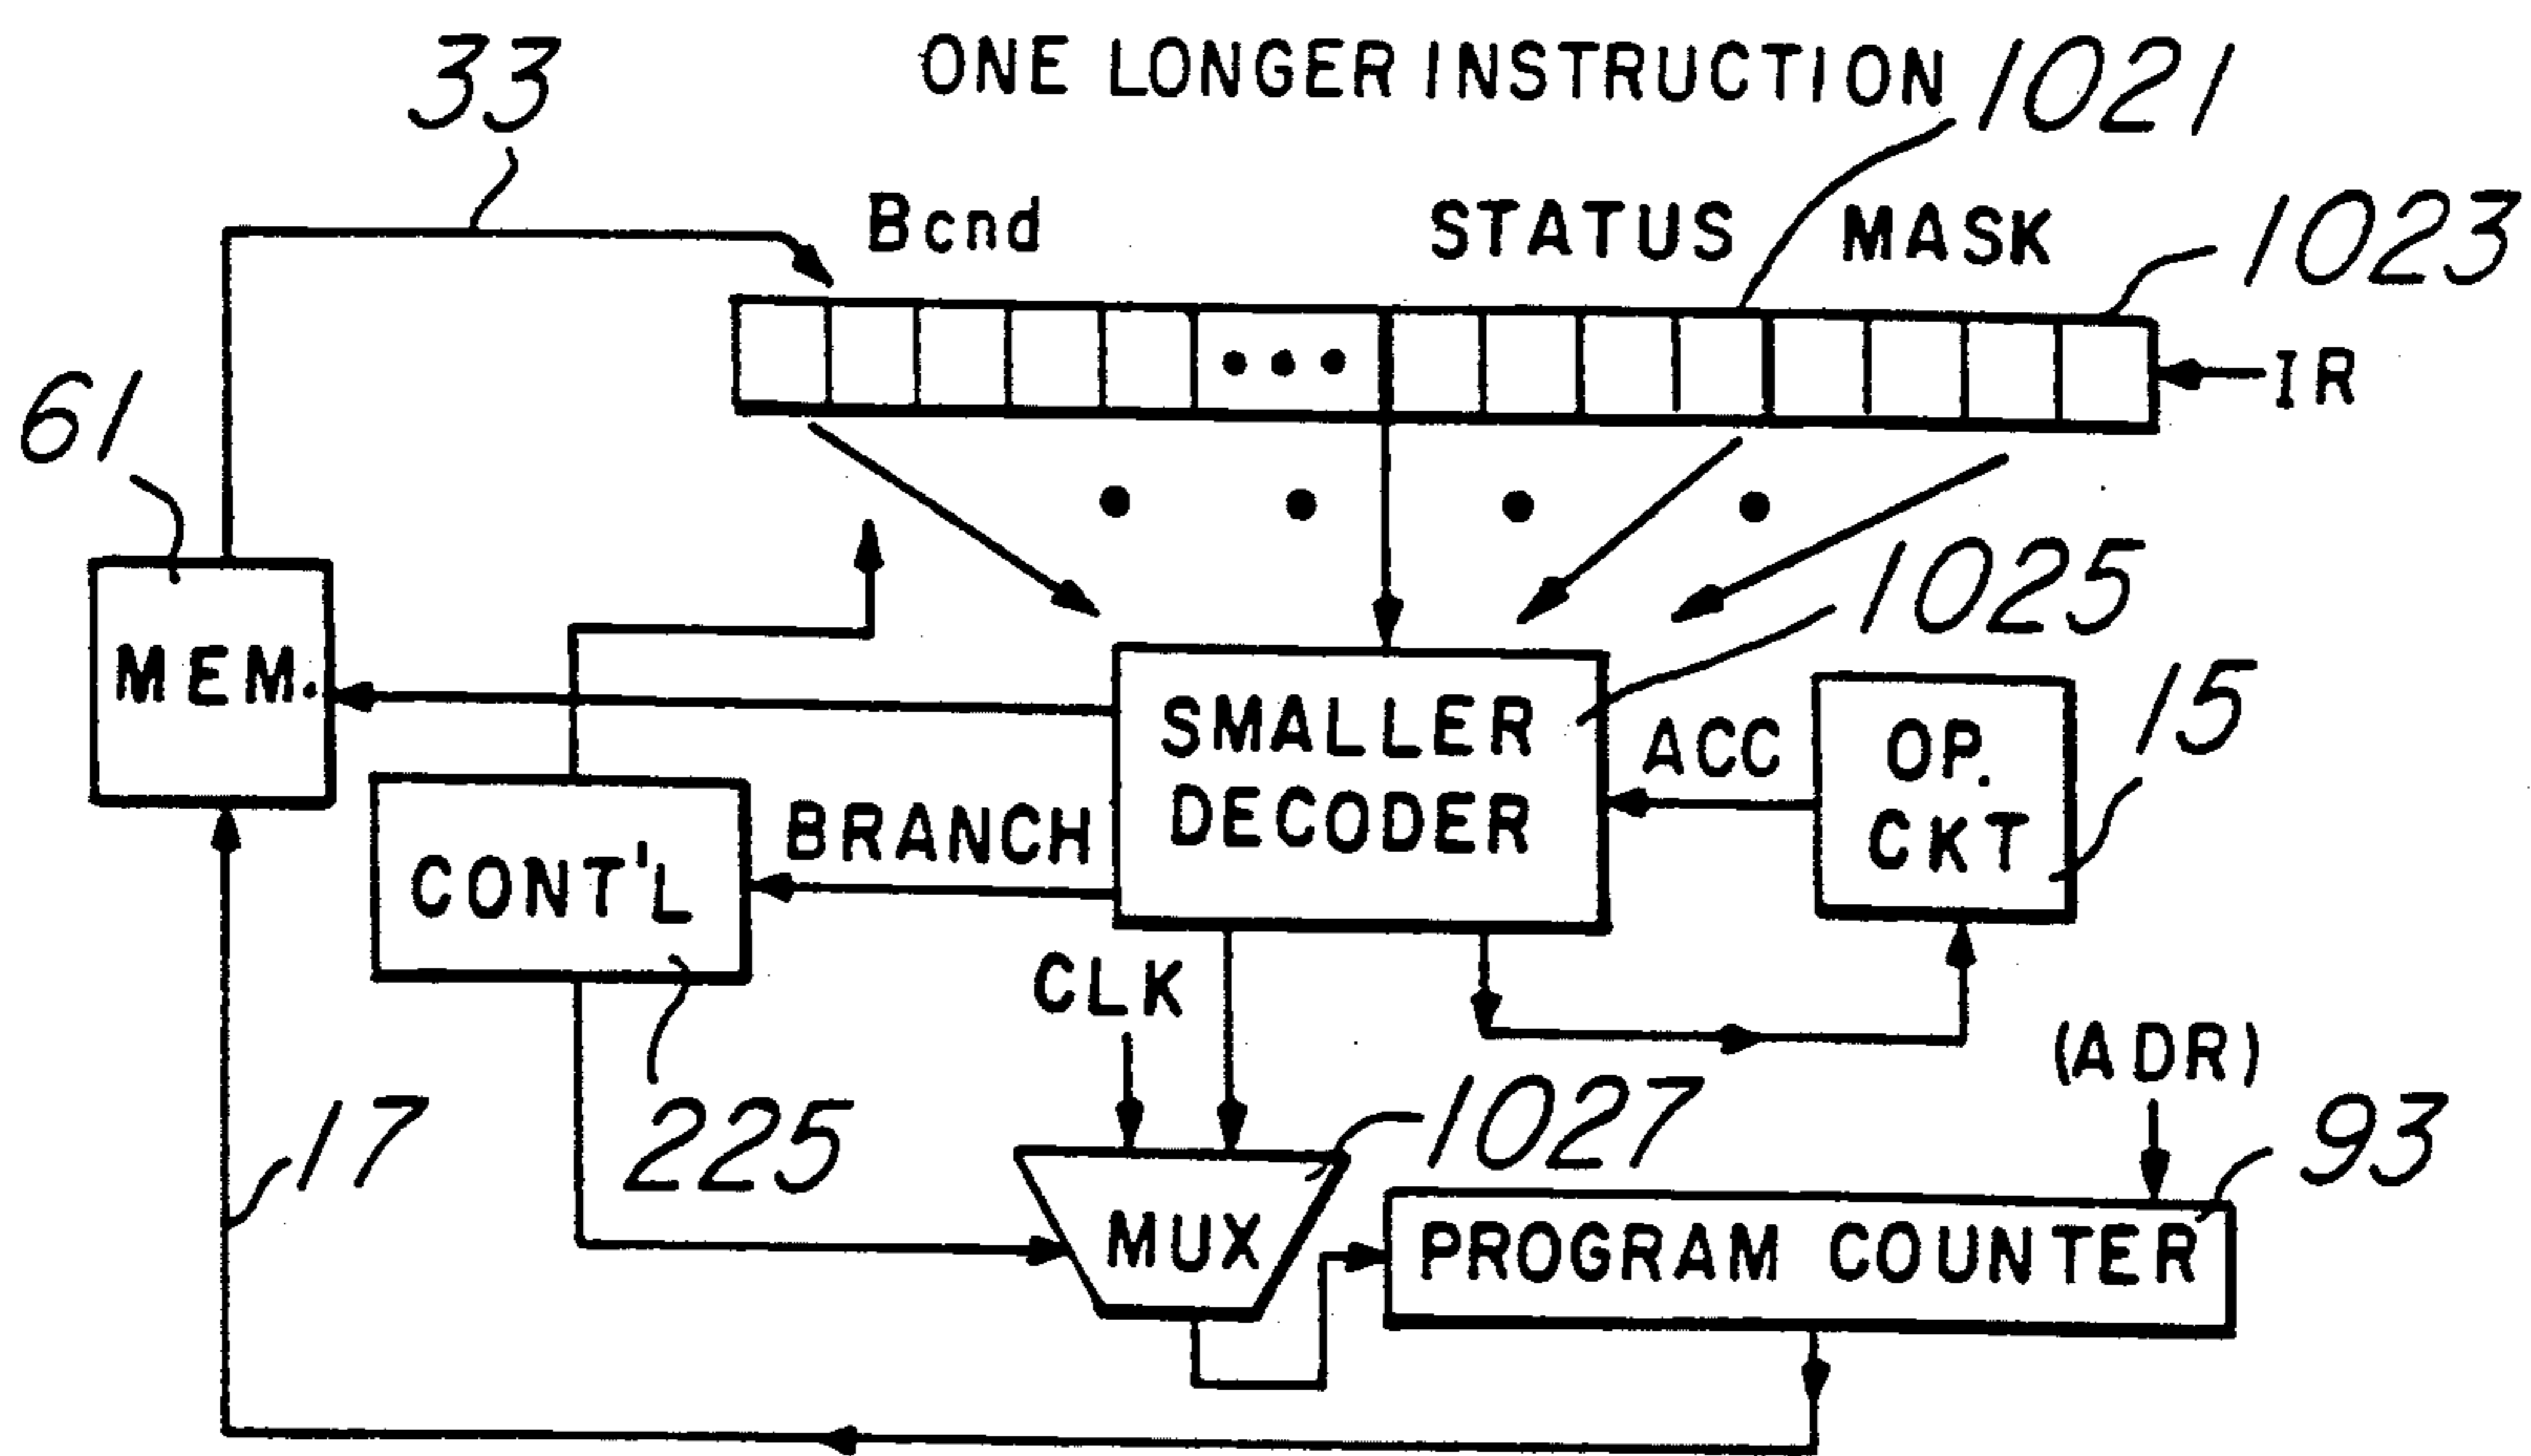 33
ONE LONGER INSTRUCTION
1021
Bcnd
STATUS MASK
1023
IR
61
1025
MEM.
SMALLER
DECODER
ACC
OP.
CKT
15
CONT'L
BRANCH
CLK
(ADR)
17
225
1027
93
MUX
PROGRAM COUNTER